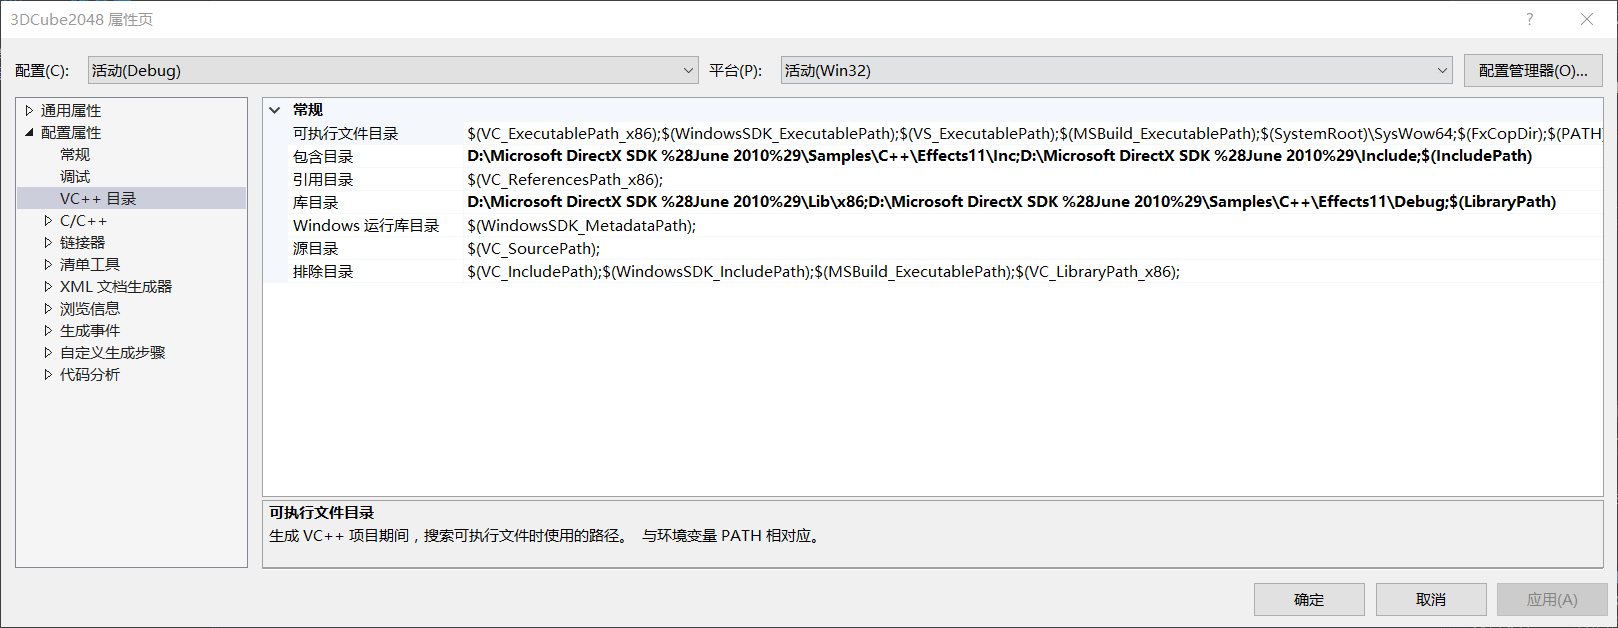 3DCube2048 属性页
?
配置(C): 活动(Debug) 平台(P): 活动(Win32) 配置管理器(O)...
通用属性
配置属性
常规
调试
VC++ 目录
C/C++
链接器
清单工具
XML 文档生成器
浏览信息
生成事件
自定义生成步骤
代码分析
常规
可执行文件目录 $(VC_ExecutablePath_x86);$(WindowsSDK_ExecutablePath);$(VS_ExecutablePath);$(MSBuild_ExecutablePath);$(SystemRoot)\SysWow64;$(FxCopDir);$(PATH)
包含目录 D:\Microsoft DirectX SDK %28June 2010%29\Samples\C++\Effects11\Inc;D:\Microsoft DirectX SDK %28June 2010%29\Include;$(IncludePath)
引用目录 $(VC_ReferencesPath_x86);
库目录 D:\Microsoft DirectX SDK %28June 2010%29\Lib\x86;D:\Microsoft DirectX SDK %28June 2010%29\Samples\C++\Effects11\Debug;$(LibraryPath)
Windows 运行库目录 $(WindowsSDK_MetadataPath);
源目录 $(VC_SourcePath);
排除目录 $(VC_IncludePath);$(WindowsSDK_IncludePath);$(MSBuild_ExecutablePath);$(VC_LibraryPath_x86);
可执行文件目录
生成 VC++ 项目期间，搜索可执行文件时使用的路径。 与环境变量 PATH 相对应。
确定 取消 应用(A)